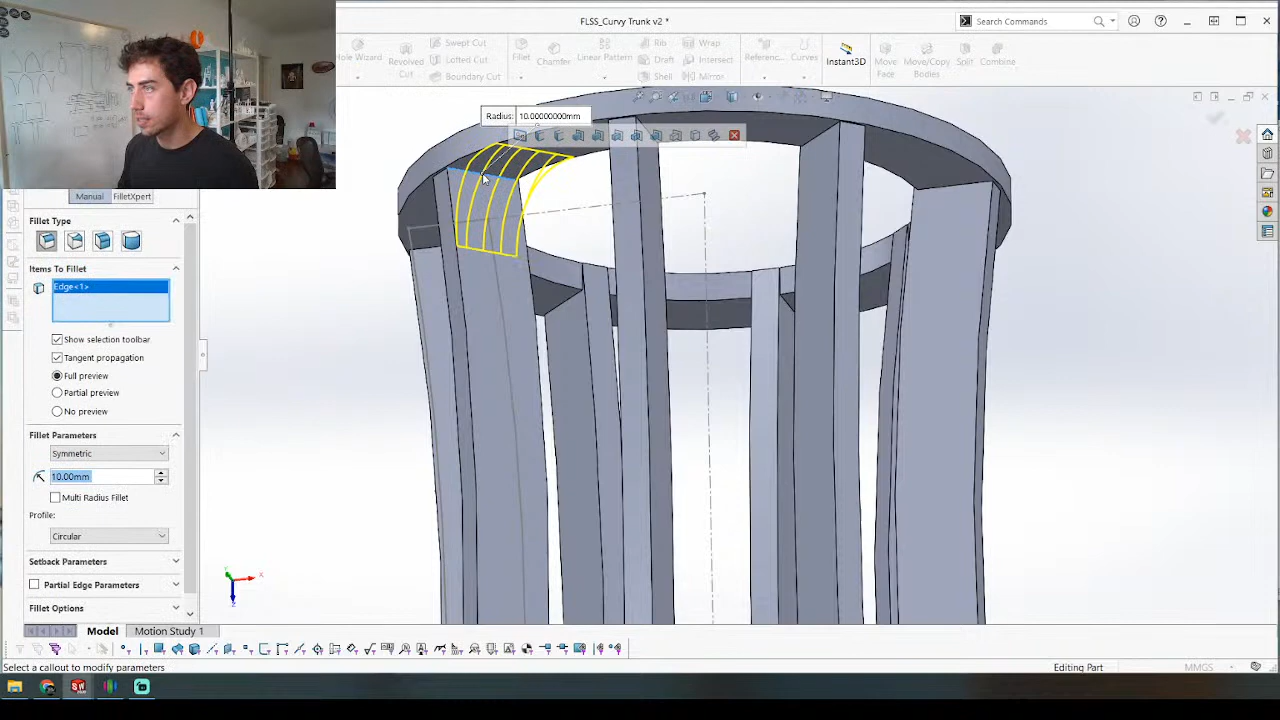 FLSS_Curvy Trunk v2 *
Search Commands
Hole Wizard
Revolved Cut
Swept Cut
Lofted Cut
Boundary Cut
Fillet
Chamfer
Linear Pattern
Rib
Draft
Shell
Wrap
Intersect
Mirror
Referenc...
Curves
Instant3D
Move Face
Move/Copy Bodies
Split
Combine
Radius: 10.00000000mm
Manual
FilletXpert
Fillet Type
Items To Fillet
Edge<1>
Show selection toolbar
Tangent propagation
Full preview
Partial preview
No preview
Fillet Parameters
Symmetric
10.00mm
Multi Radius Fillet
Profile:
Circular
Setback Parameters
Partial Edge Parameters
Fillet Options
X
Z
Model
Motion Study 1
Select a callout to modify parameters
Editing Part
MMGS